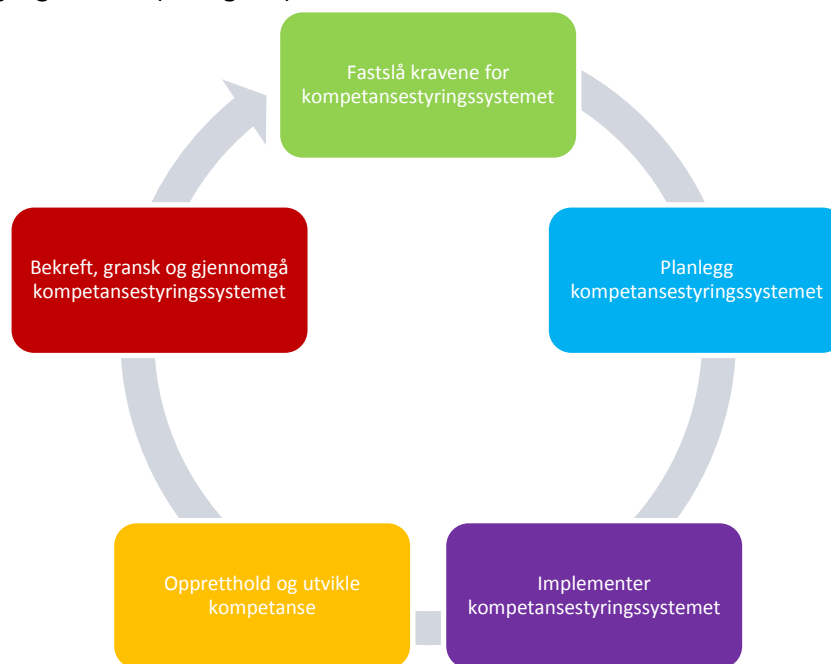 Fastslå kravene for
kompetansestyringssystemet
Planlegg
kompetansestyringssystemet
Implementer
kompetansestyringssystemet
Oppretthold og utvikle
kompetanse
Bekreft, gransk og gjennomgå
kompetansestyringssystemet